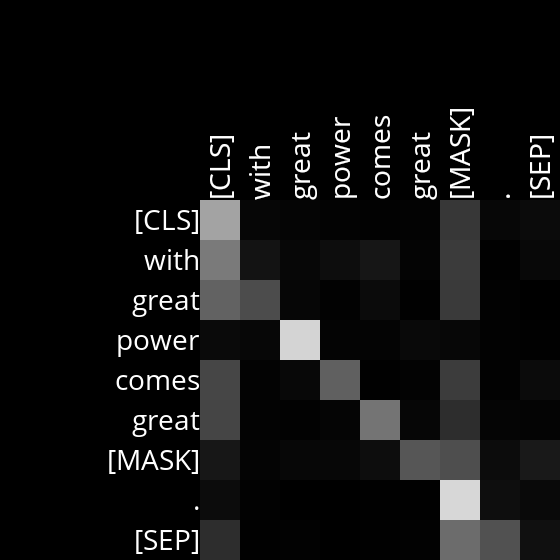 [CLS] with great power comes great [MASK] . [SEP]
[CLS]
with
great
power
comes
great
[MASK]
.
[SEP]